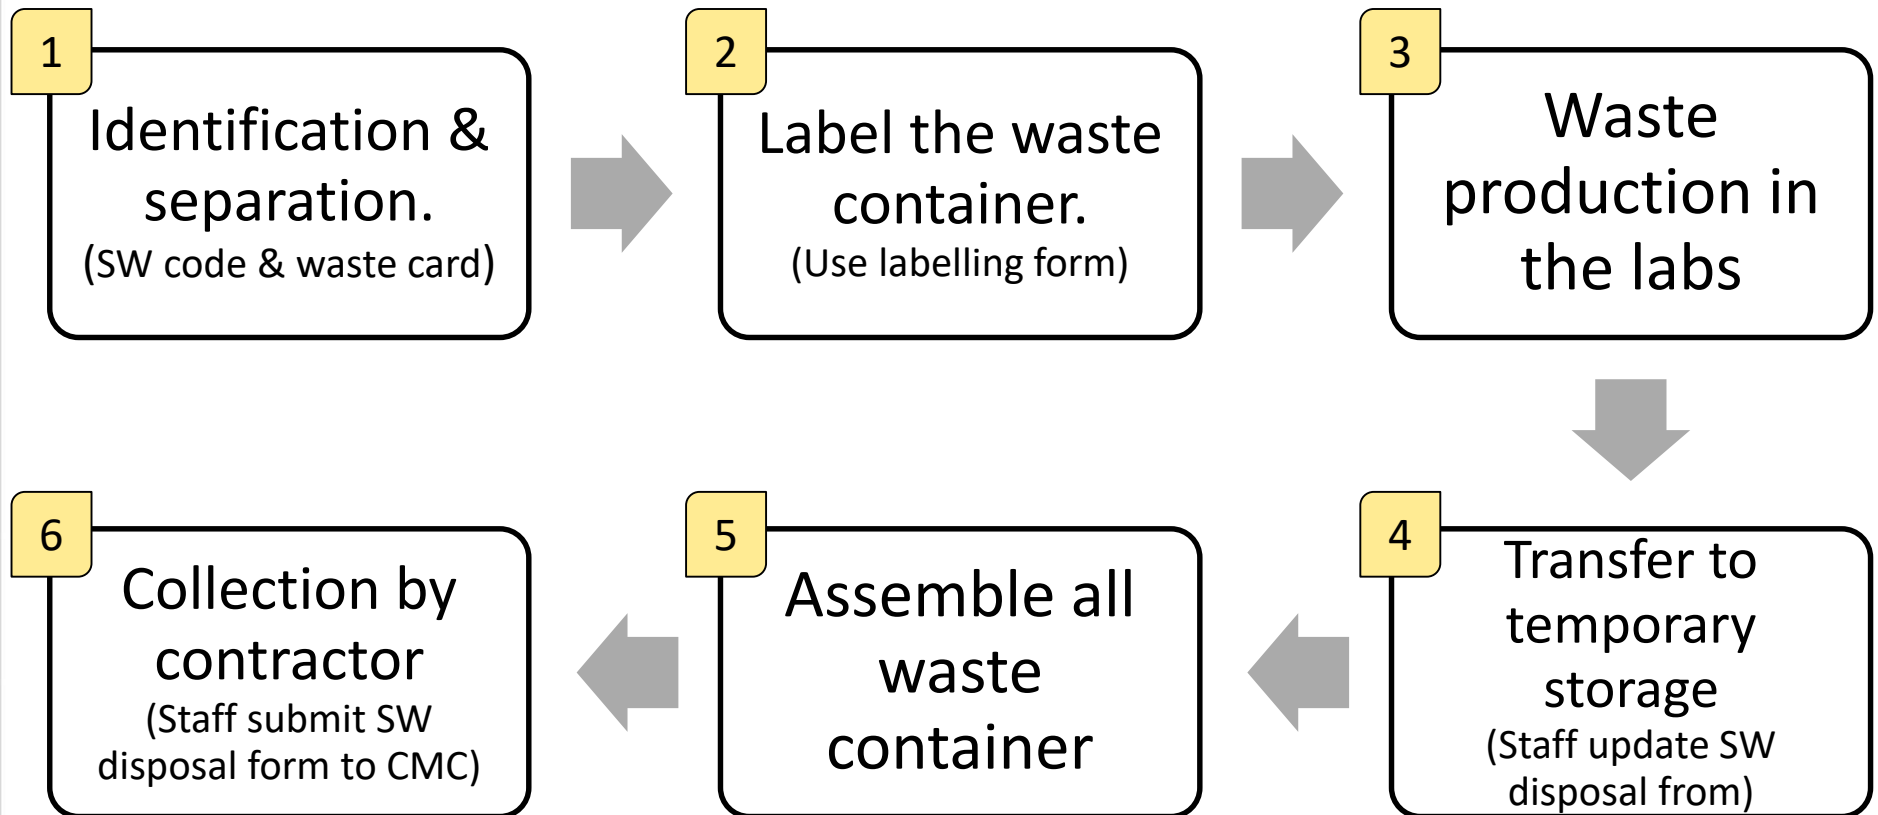 1
Identification &
separation.
(SW code & waste card)
2
Label the waste
container.
(Use labelling form)
3
Waste
production in
the labs
4
Transfer to
temporary
storage
(Staff update SW
disposal from)
5
Assemble all
waste
container
6
Collection by
contractor
(Staff submit SW
disposal form to CMC)